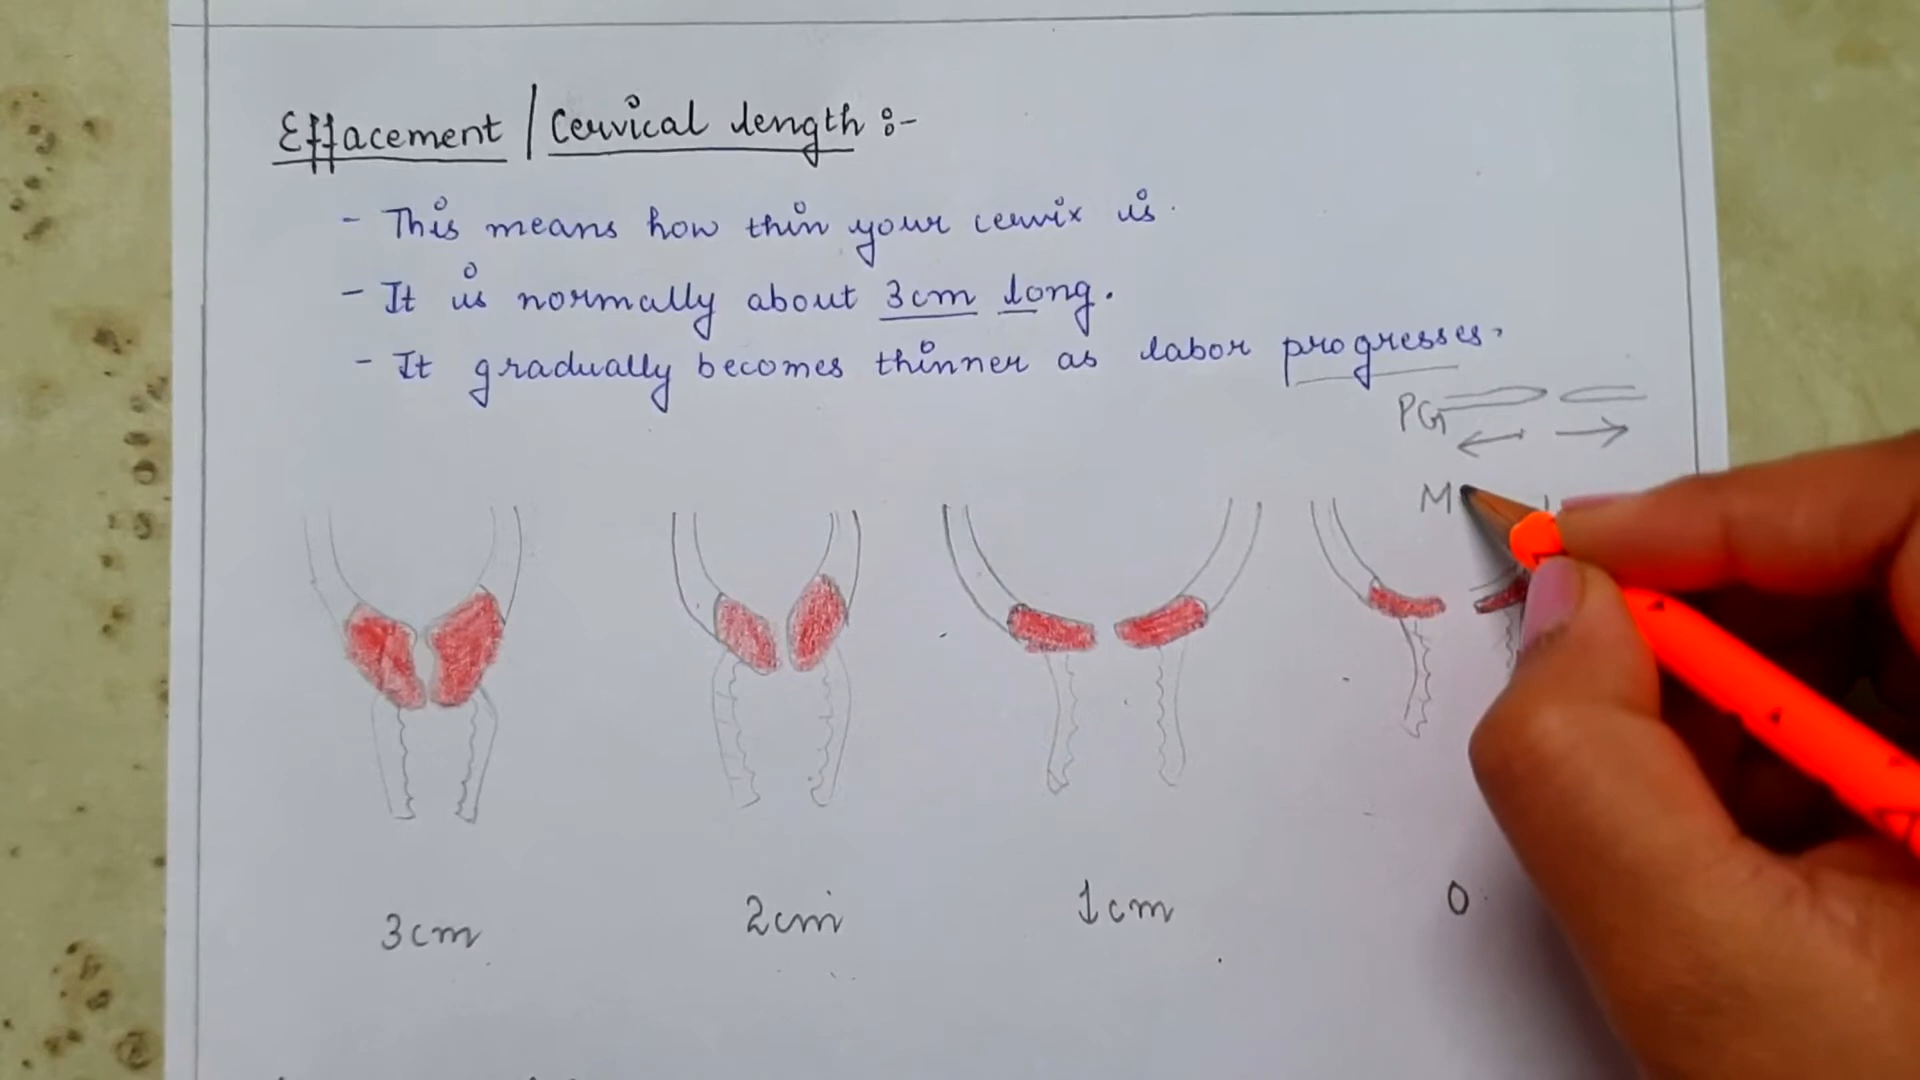 Effacement / Cervical length :-
- This means how thin your cervix is.
- It is normally about 3cm long.
- It gradually becomes thinner as labor progresses.
PG
M
3cm 2cm 1cm 0